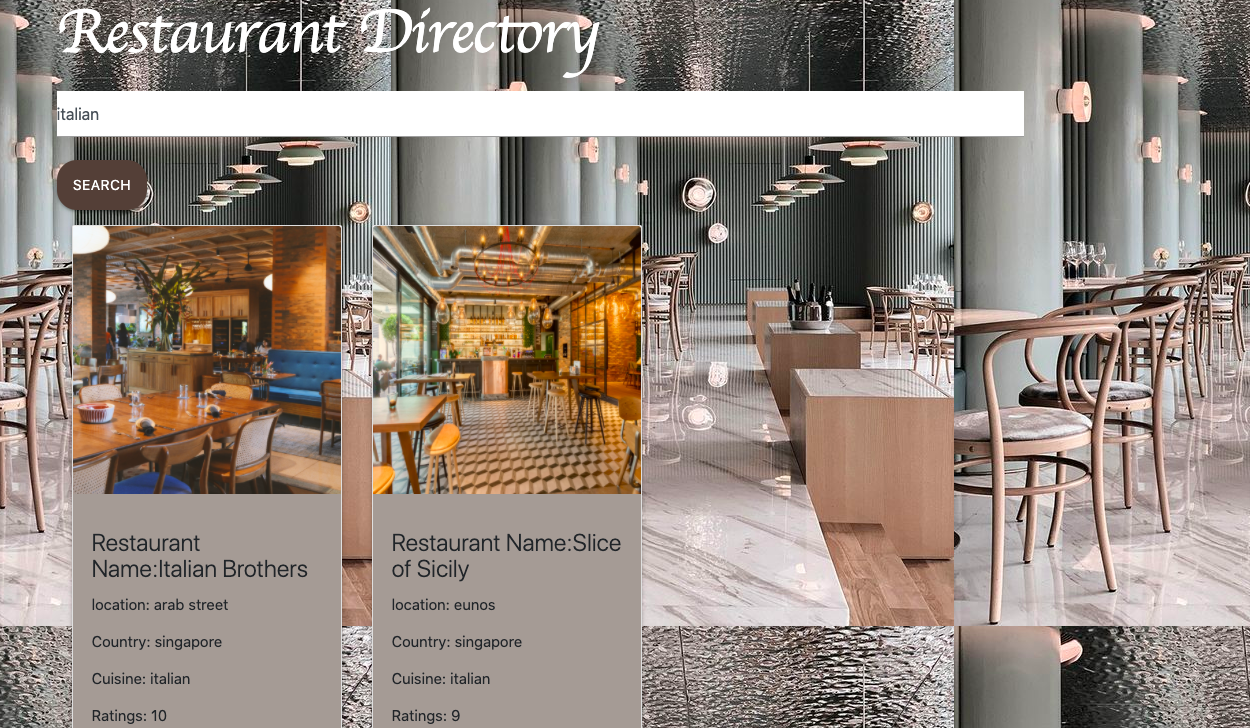 Restaurant Directory
italian
SEARCH
Restaurant
Name:Italian Brothers
location: arab street
Country: singapore
Cuisine: italian
Ratings: 10
Restaurant Name:Slice
of Sicily
location: eunos
Country: singapore
Cuisine: italian
Ratings: 9